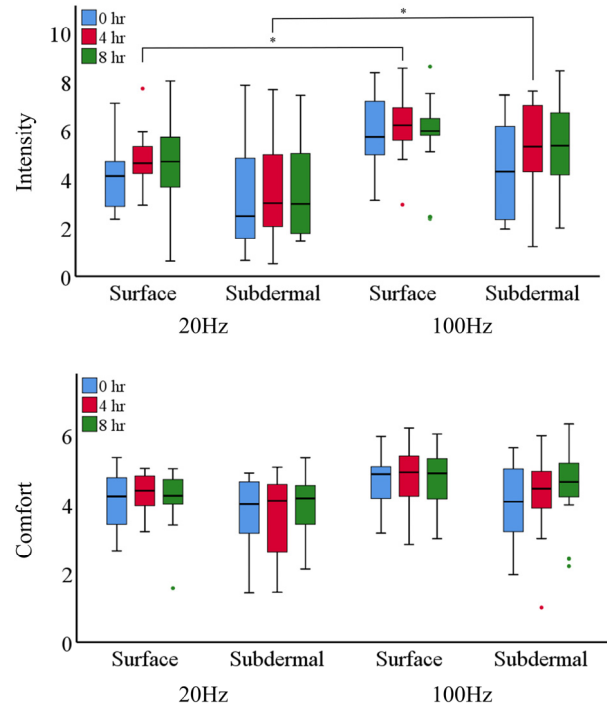 10
8
6
4
2
0
Intensity
0 hr
4 hr
8 hr
*
*
Surface Subdermal Surface Subdermal
20Hz 100Hz
6
4
2
0
Comfort
0 hr
4 hr
8 hr
Surface Subdermal Surface Subdermal
20Hz 100Hz